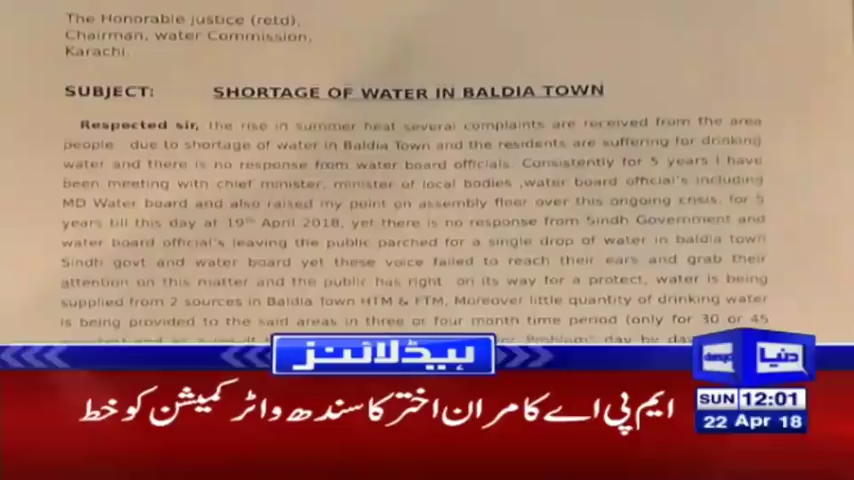 The Honorable justice (retd),
Chairman, water Commission,
Karachi.
SUBJECT: SHORTAGE OF WATER IN BALDIA TOWN
Respected sir, the rise in summer heat several complaints are received from the area
people due to shortage of water in Baldia Town and the residents are suffering for drinking
water and there is no response from water board officials. Consistently for 5 years I have
been meeting with chief minister, minister of local bodies ,water board official's including
MD Water board and also raised my point on assembly floor over this ongoing crisis, for 5
years till this day at 19th April 2018, yet there is no response from Sindh Government and
water board official's leaving the public parched for a single drop of water in baldia town
Sindh govt and water board yet these voice failed to reach their ears and grab their
attention on this matter and the public has right on its way for a protect, water is being
supplied from 2 sources in Baldia Town HTM & FTM, Moreover little quantity of drinking water
is being provided to the said areas in three or four month time period (only for 30 or 45
day by
ہیڈلائنز
دنیا
dunya
SUN 12:01
22 Apr 18
ایم پی اے کامران اختر کا سندھ واٹر کمیشن کو خط